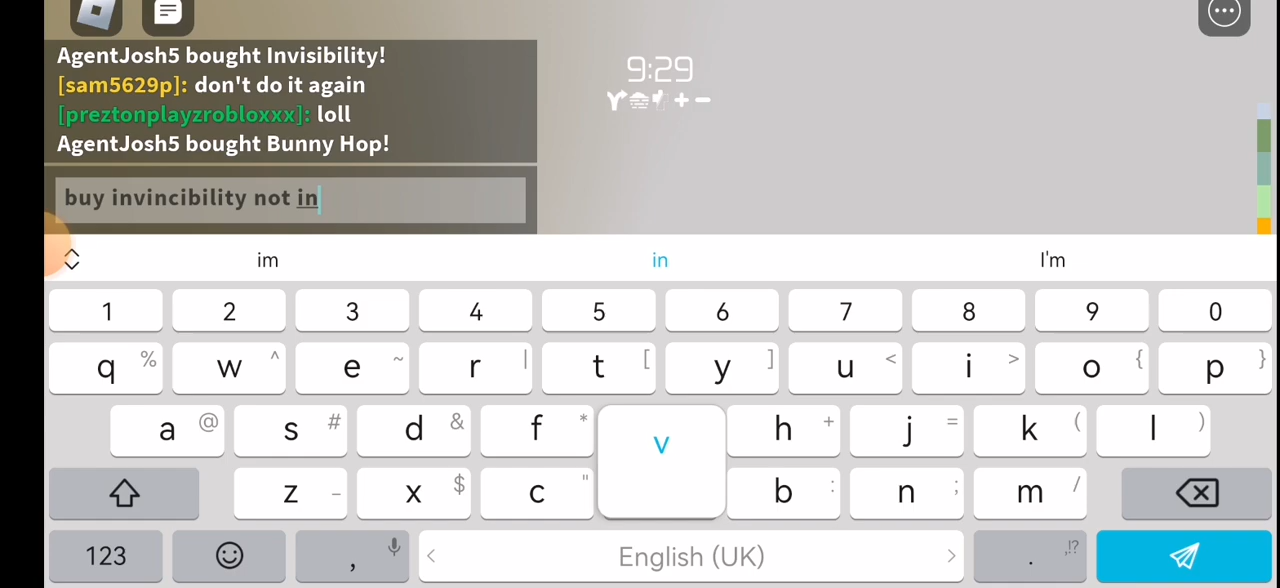 AgentJosh5 bought Invisibility!
[sam5629p]: don't do it again
[preztonplayzrobloxxx]: loll
AgentJosh5 bought Bunny Hop!
9:29
buy invincibility not in
im in I'm
1 2 3 4 5 6 7 8 9 0
q % w ^ e ~ r | t [ y ] u < i > o { p }
a @ s # d & f * h + j = k ( l )
v
z _ x $ c " b : n ; m /
123 , < English (UK) > . ,!?